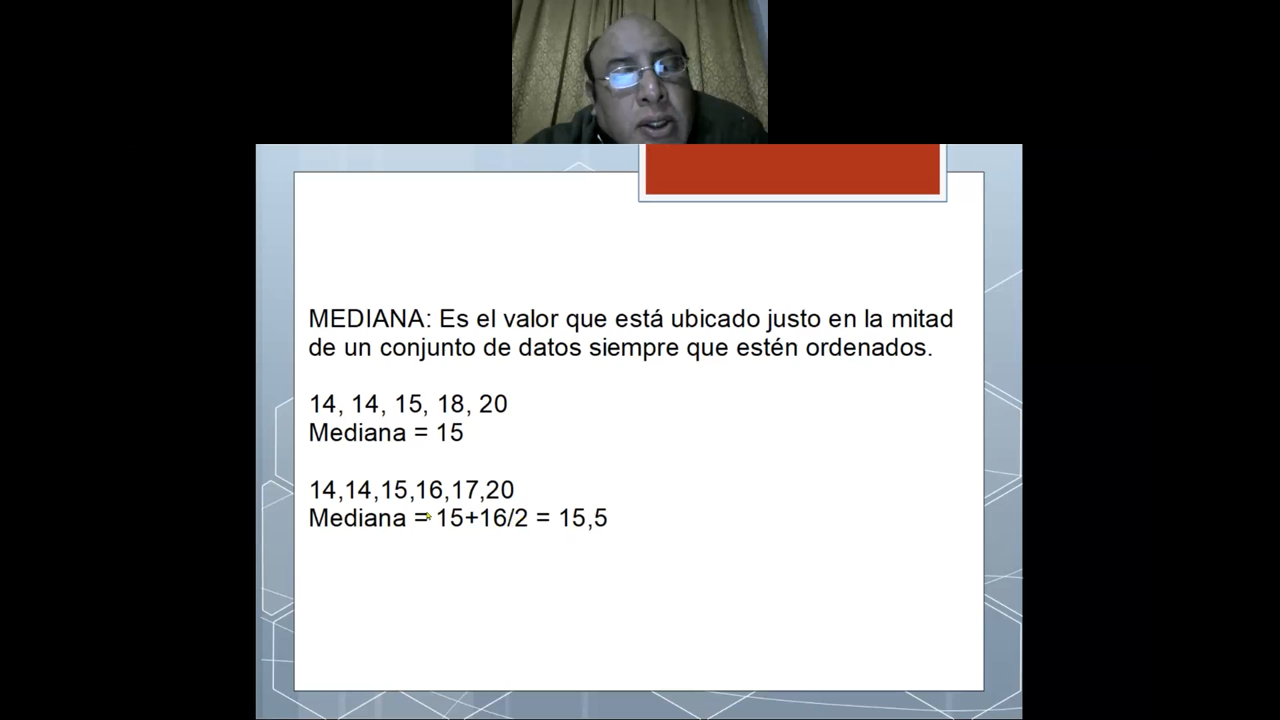 MEDIANA: Es el valor que está ubicado justo en la mitad
de un conjunto de datos siempre que estén ordenados.
14, 14, 15, 18, 20
Mediana = 15
14,14,15,16,17,20
Mediana = 15+16/2 = 15,5